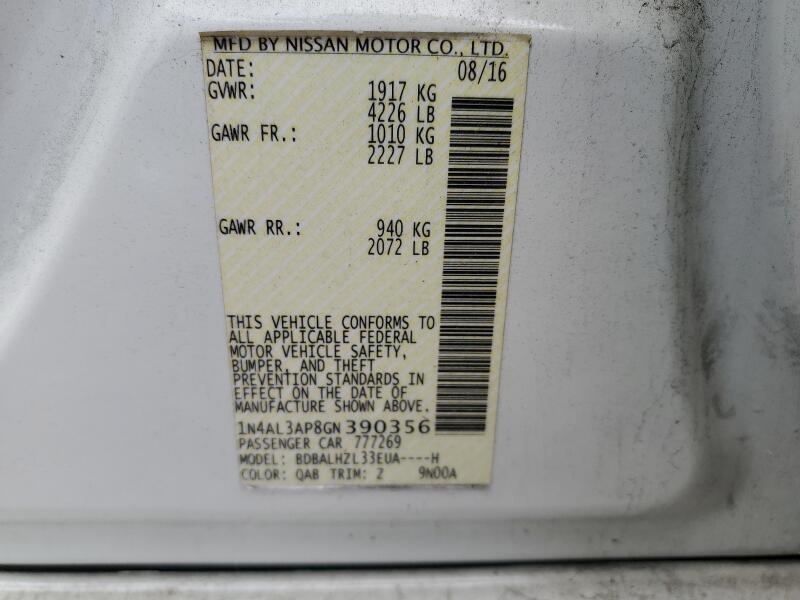 MFD BY NISSAN MOTOR CO., LTD.
DATE: 08/16
GVWR: 1917 KG
4226 LB
GAWR FR.: 1010 KG
2227 LB
GAWR RR.: 940 KG
2072 LB
THIS VEHICLE CONFORMS TO
ALL APPLICABLE FEDERAL
MOTOR VEHICLE SAFETY,
BUMPER, AND THEFT
PREVENTION STANDARDS IN
EFFECT ON THE DATE OF
MANUFACTURE SHOWN ABOVE.
1N4AL3AP8GN390356
PASSENGER CAR 777269
MODEL: BDBALHZL33EUA----H
COLOR: QAB TRIM: Z 9N00A